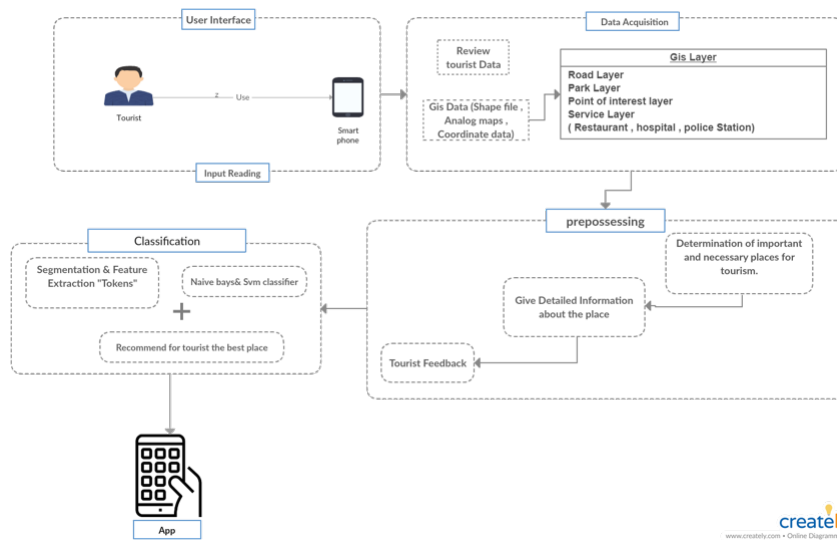 User Interface
Tourist
z Use
Smart
phone
Input Reading
Data Acquisition
Review
tourist Data
Gis Data (Shape file ,
Analog maps ,
Coordinate data)
Gis Layer
Road Layer
Park Layer
Point of interest layer
Service Layer
( Restaurant , hospital , police Station)
prepossessing
Determination of important
and necessary places for
tourism.
Give Detailed Information
about the place
Tourist Feedback
Classification
Segmentation & Feature
Extraction "Tokens"
Naive bays& Svm classifier
+
Recommend for tourist the best place
App
create
www.creately.com • Online Diagram